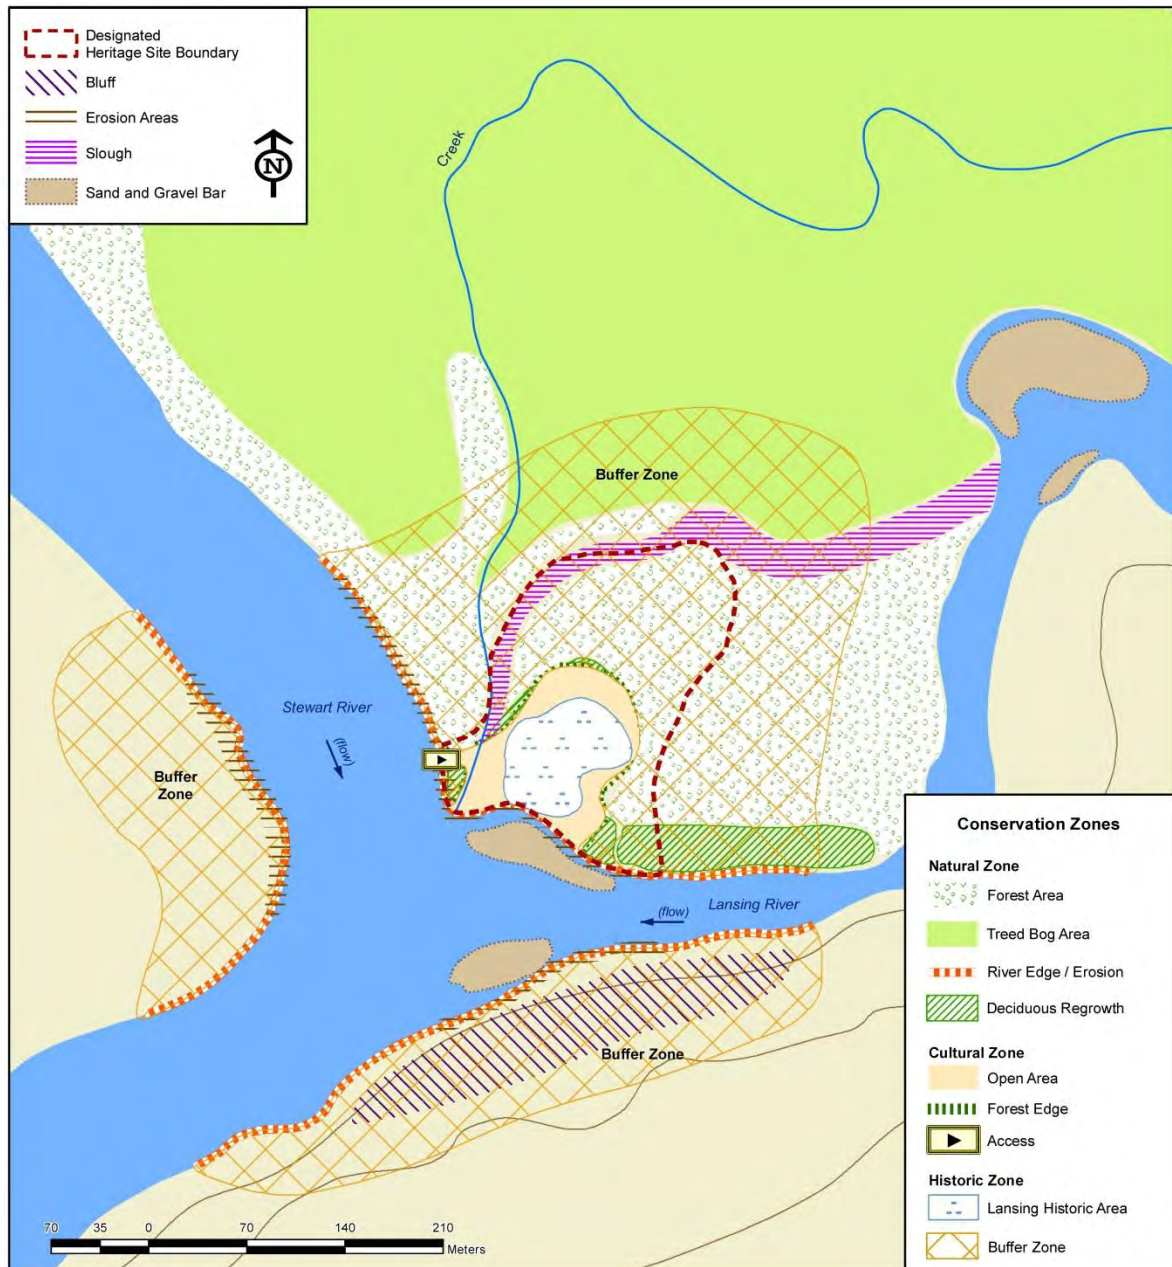 Designated
Heritage Site Boundary
Bluff
Erosion Areas
Slough
Sand and Gravel Bar
N
Creek
Buffer Zone
Stewart River
(flow)
Buffer
Zone
Lansing River
(flow)
Buffer Zone
Conservation Zones
Natural Zone
Forest Area
Treed Bog Area
River Edge / Erosion
Deciduous Regrowth
Cultural Zone
Open Area
Forest Edge
Access
Historic Zone
Lansing Historic Area
Buffer Zone
70 35 0 70 140 210
Meters